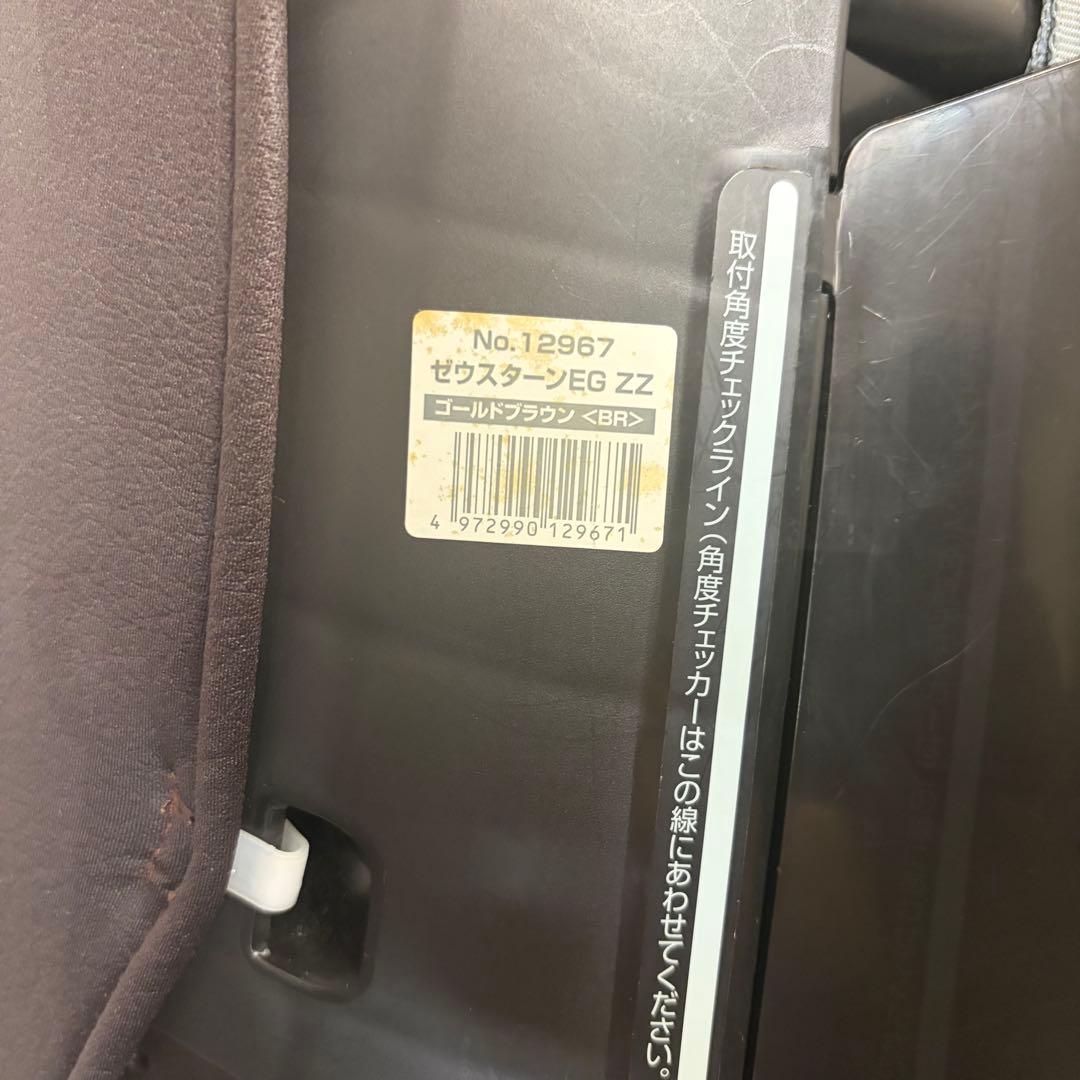 No.12967
ゼウスターンEG ZZ
ゴールドブラウン <BR>
4 972990 129671
取付角度チェックライン(角度チェッカーはこの線にあわせてください。